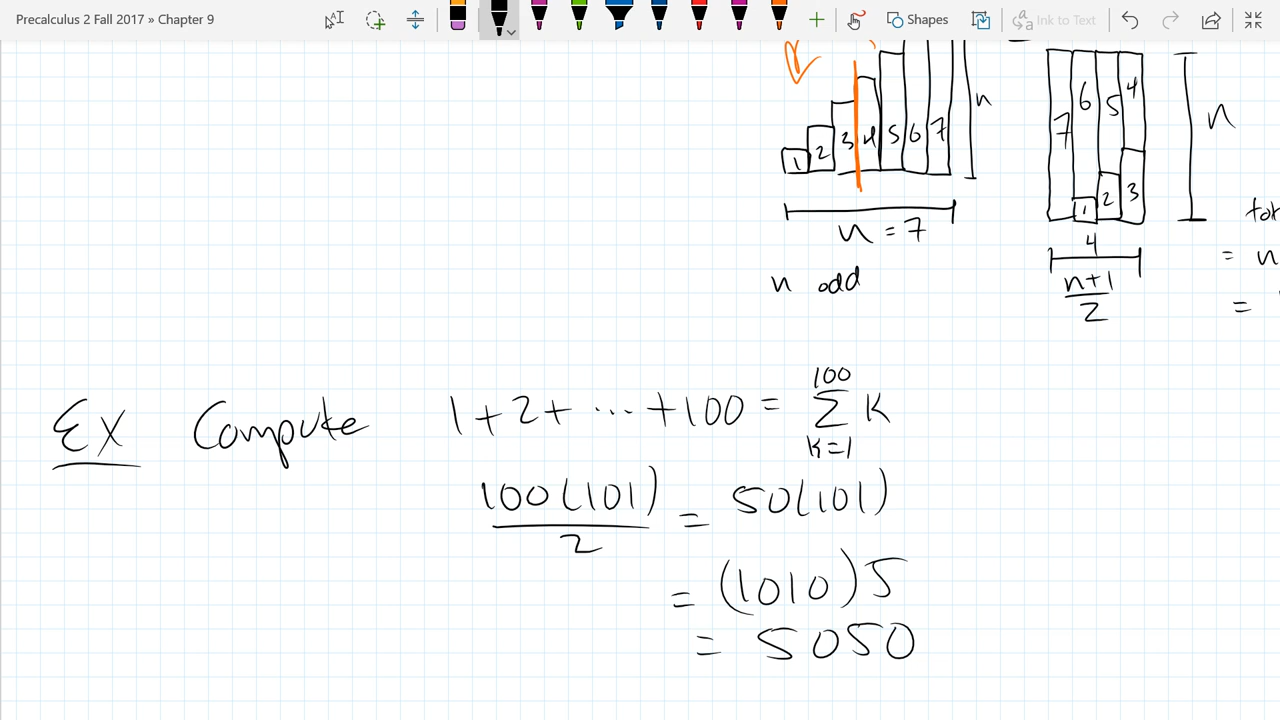 Precalculus 2 Fall 2017 » Chapter 9
Shapes
Ink to Text
1 2 3 4 5 6 7
n
n = 7
n odd
7 6 5 4
1 2 3
n
4
n+1
2
= n
=
EX Compute 1+2+ ⋯ +100 = 100
Σ K
K=1
100(101)
2
= 50(101)
= (1010)5
= 5050